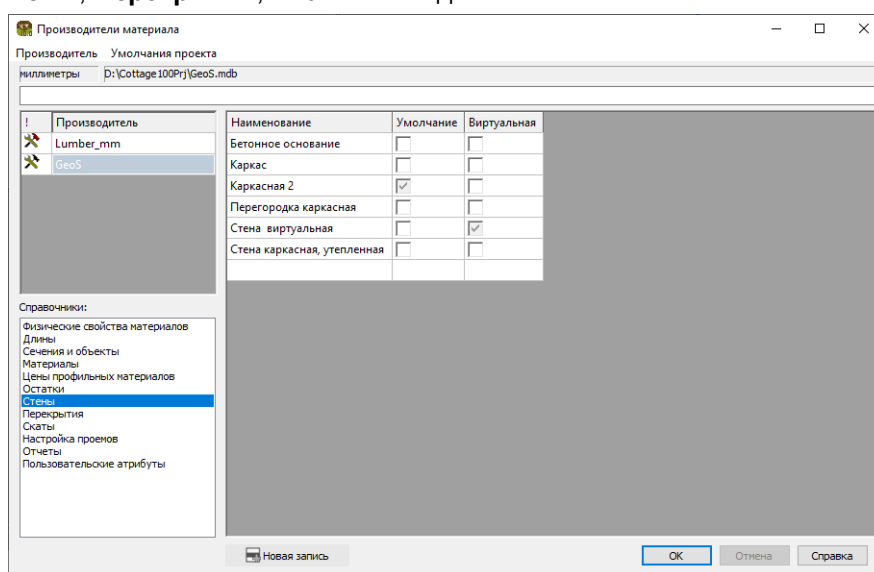 Производители материала
Производитель Умолчания проекта
миллиметры D:\Cottage100Prj\GeoS.mdb
! Производитель
Lumber_mm
GeoS
Наименование Умолчание Виртуальная
Бетонное основание
Каркас
Каркасная 2
Перегородка каркасная
Стена виртуальная
Стена каркасная, утепленная
Справочники:
Физические свойства материалов
Длины
Сечения и объекты
Материалы
Цены профильных материалов
Остатки
Стены
Перекрытия
Скаты
Настройка проемов
Отчеты
Пользовательские атрибуты
Новая запись
ОК Отмена Справка